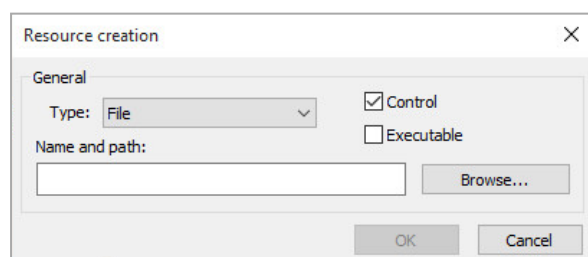 Resource creation
General
Type: File
Control
Executable
Name and path:
Browse...
OK
Cancel